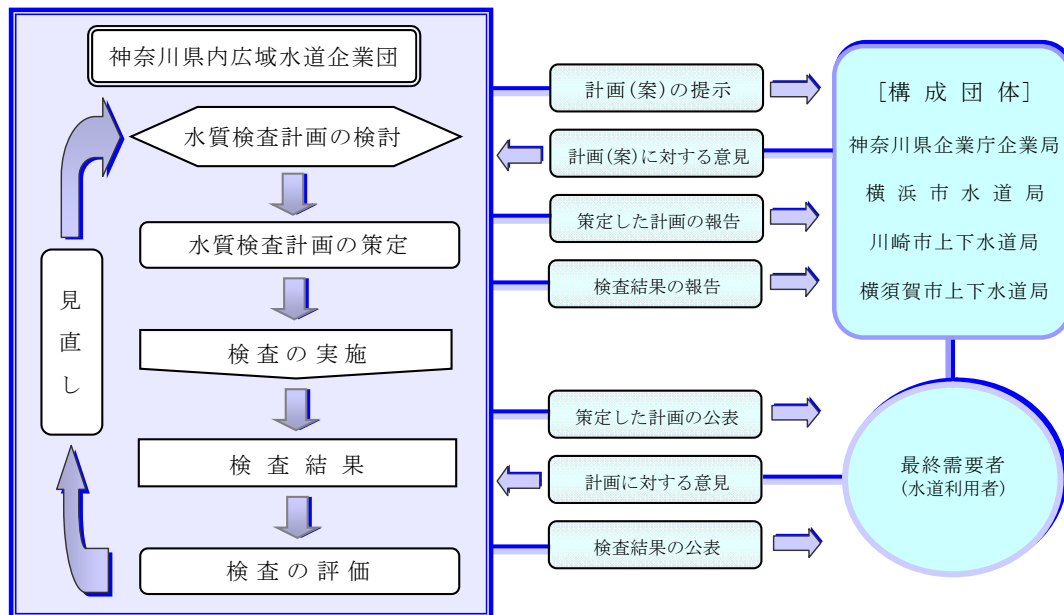 神奈川県内広域水道企業団
水質検査計画の検討
水質検査計画の策定
検査の実施
検査結果
検査の評価
見直し
計画(案)の提示
計画(案)に対する意見
策定した計画の報告
検査結果の報告
策定した計画の公表
計画に対する意見
検査結果の公表
[構成団体]
神奈川県企業庁企業局
横浜市水道局
川崎市上下水道局
横須賀市上下水道局
最終需要者
(水道利用者)